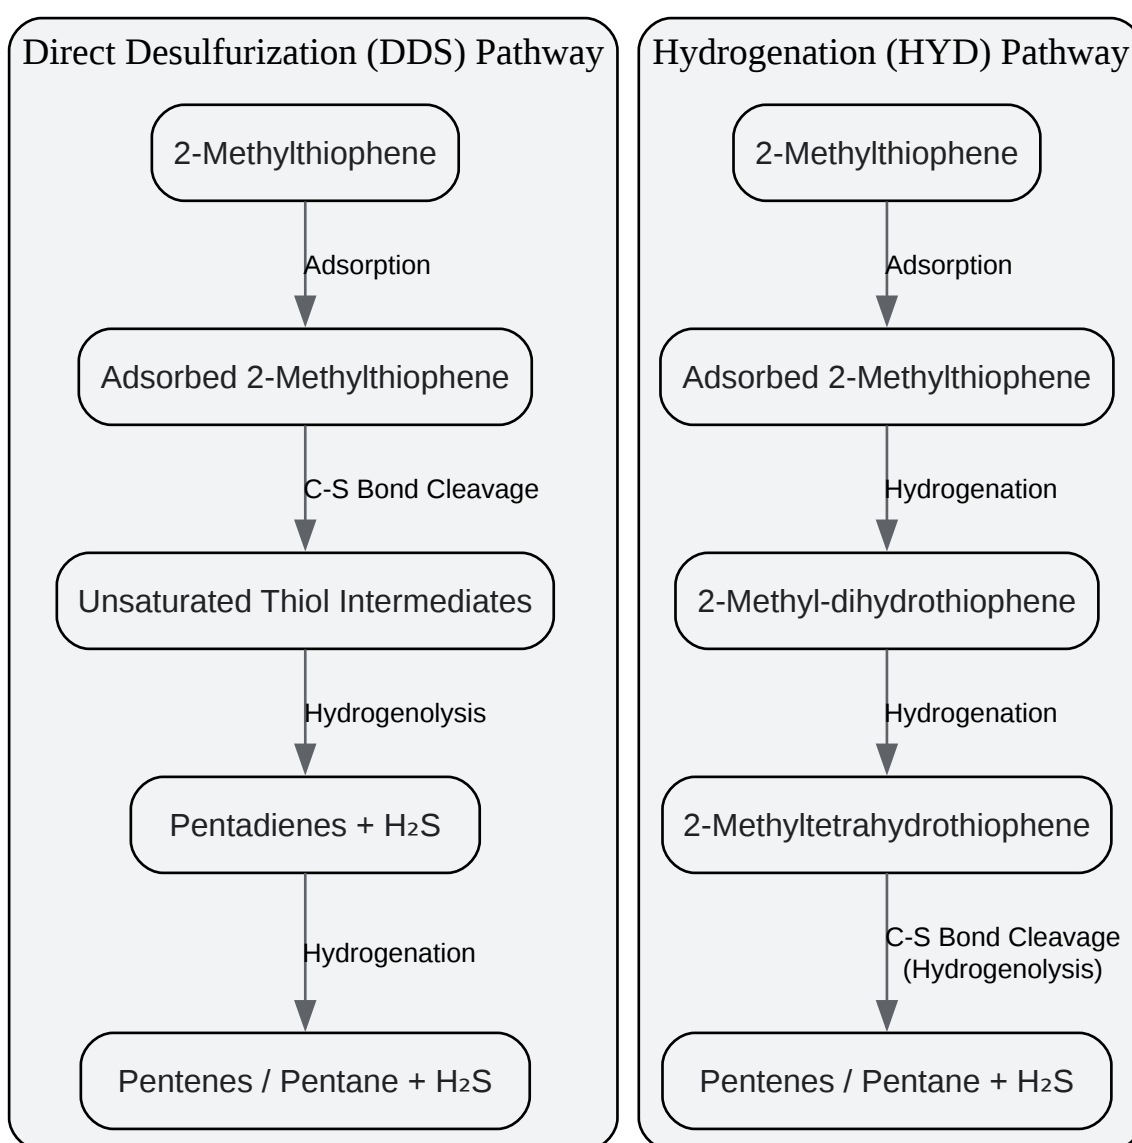 Direct Desulfurization (DDS) Pathway
2-Methylthiophene
Adsorption
Adsorbed 2-Methylthiophene
C-S Bond Cleavage
Unsaturated Thiol Intermediates
Hydrogenolysis
Pentadienes + H₂S
Hydrogenation
Pentenes / Pentane + H₂S
Hydrogenation (HYD) Pathway
2-Methylthiophene
Adsorption
Adsorbed 2-Methylthiophene
Hydrogenation
2-Methyl-dihydrothiophene
Hydrogenation
2-Methyltetrahydrothiophene
C-S Bond Cleavage
(Hydrogenolysis)
Pentenes / Pentane + H₂S